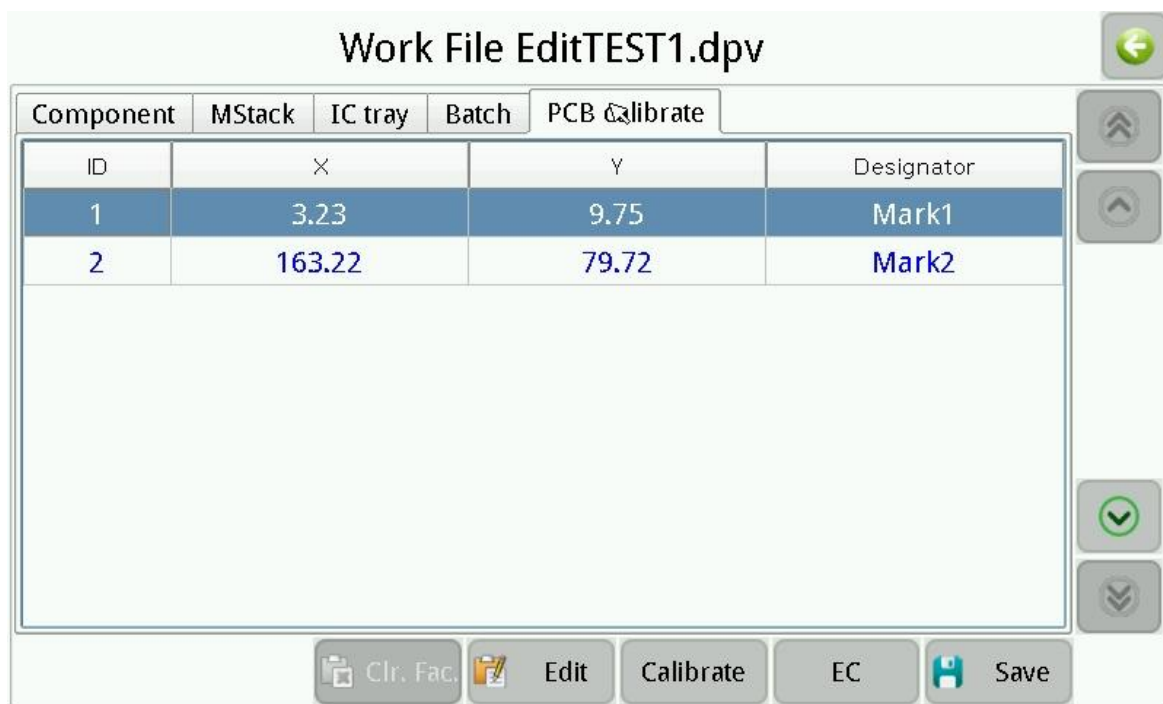 Work File EditTEST1.dpv
Component MStack IC tray Batch PCB Calibrate
ID X Y Designator
1 3.23 9.75 Mark1
2 163.22 79.72 Mark2
Clr. Fac. Edit Calibrate EC Save